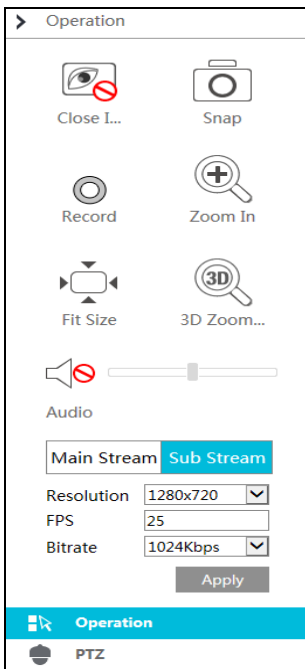 Operation
Close I... Snap
Record Zoom In
3D
Fit Size 3D Zoom...
Audio
Main Stream Sub Stream
Resolution 1280x720
FPS 25
Bitrate 1024Kbps
Apply
Operation
PTZ